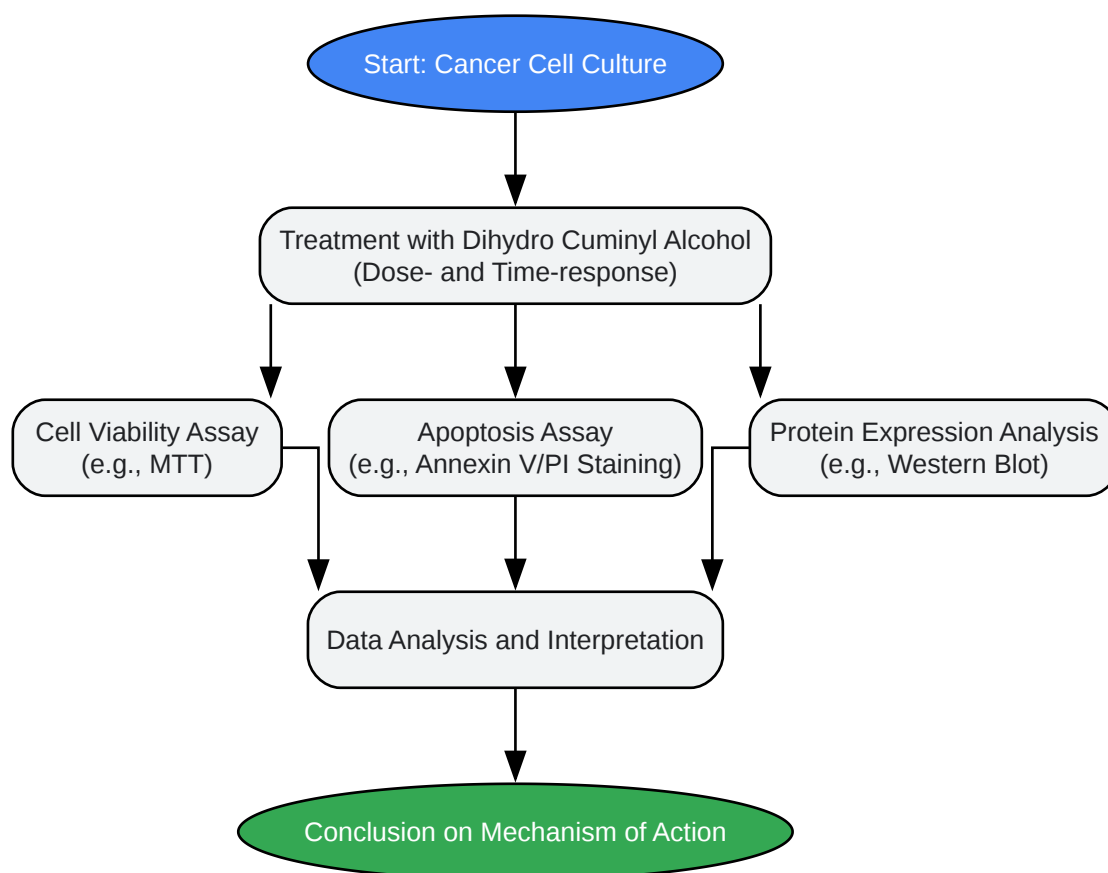 Start: Cancer Cell Culture
Treatment with Dihydro Cuminyl Alcohol
(Dose- and Time-response)
Cell Viability Assay
(e.g., MTT)
Apoptosis Assay
(e.g., Annexin V/PI Staining)
Protein Expression Analysis
(e.g., Western Blot)
Data Analysis and Interpretation
Conclusion on Mechanism of Action